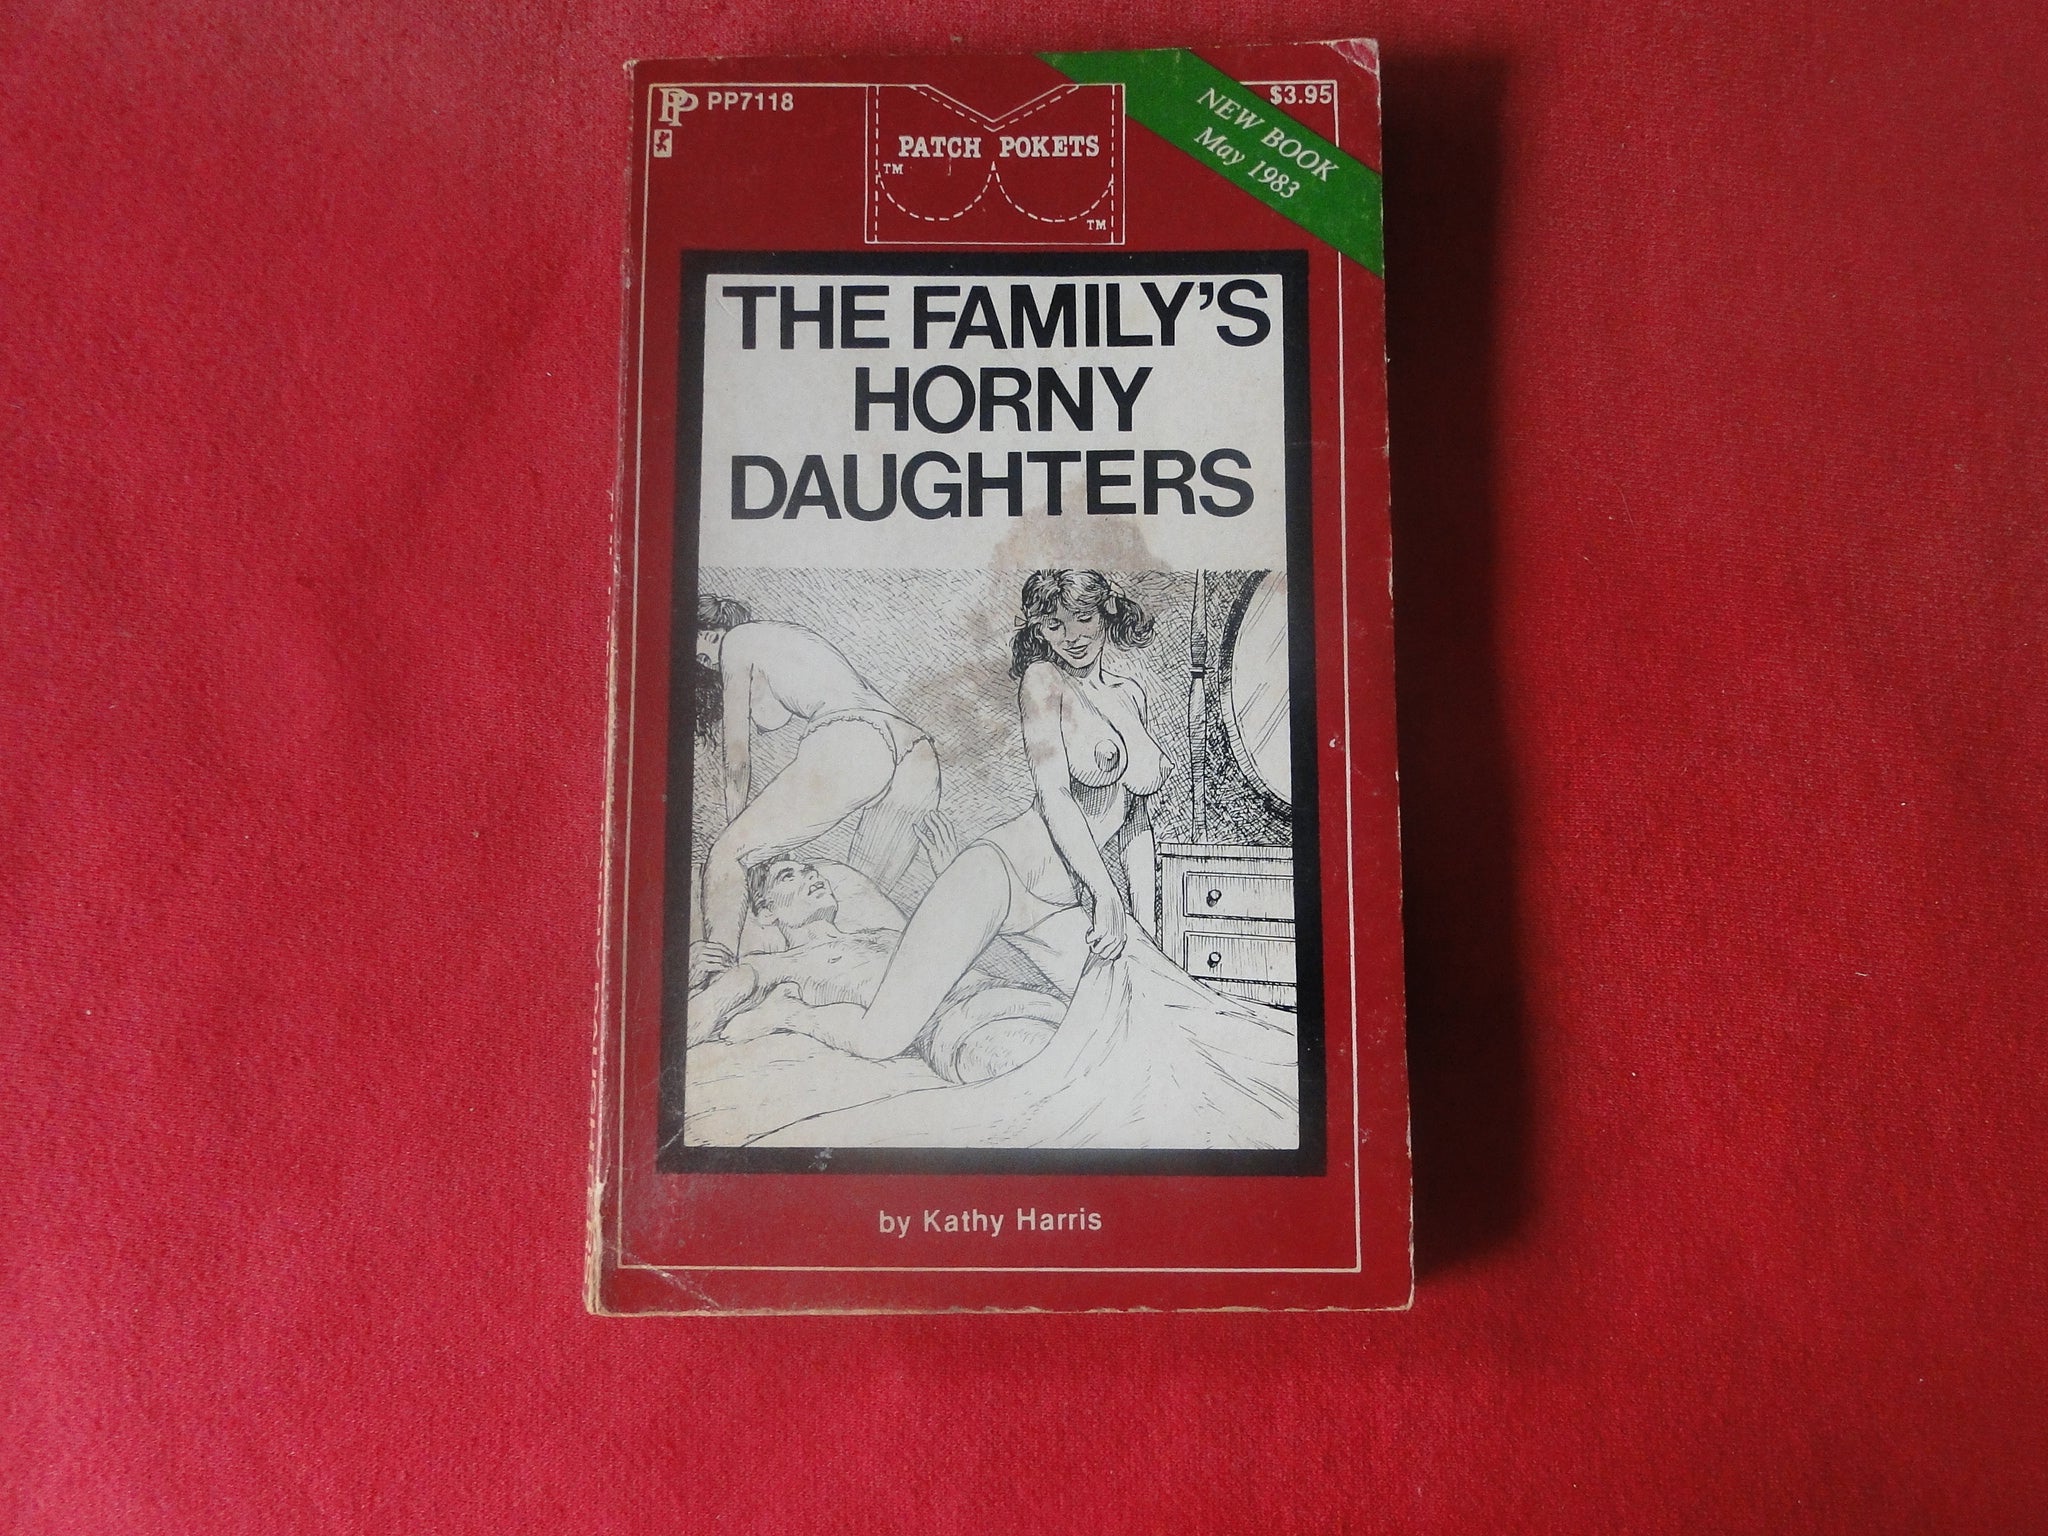 PP PP7118
$3.95
PATCH POKETS
TM
TM
NEW BOOK
May 1983
THE FAMILY'S
HORNY
DAUGHTERS
by Kathy Harris